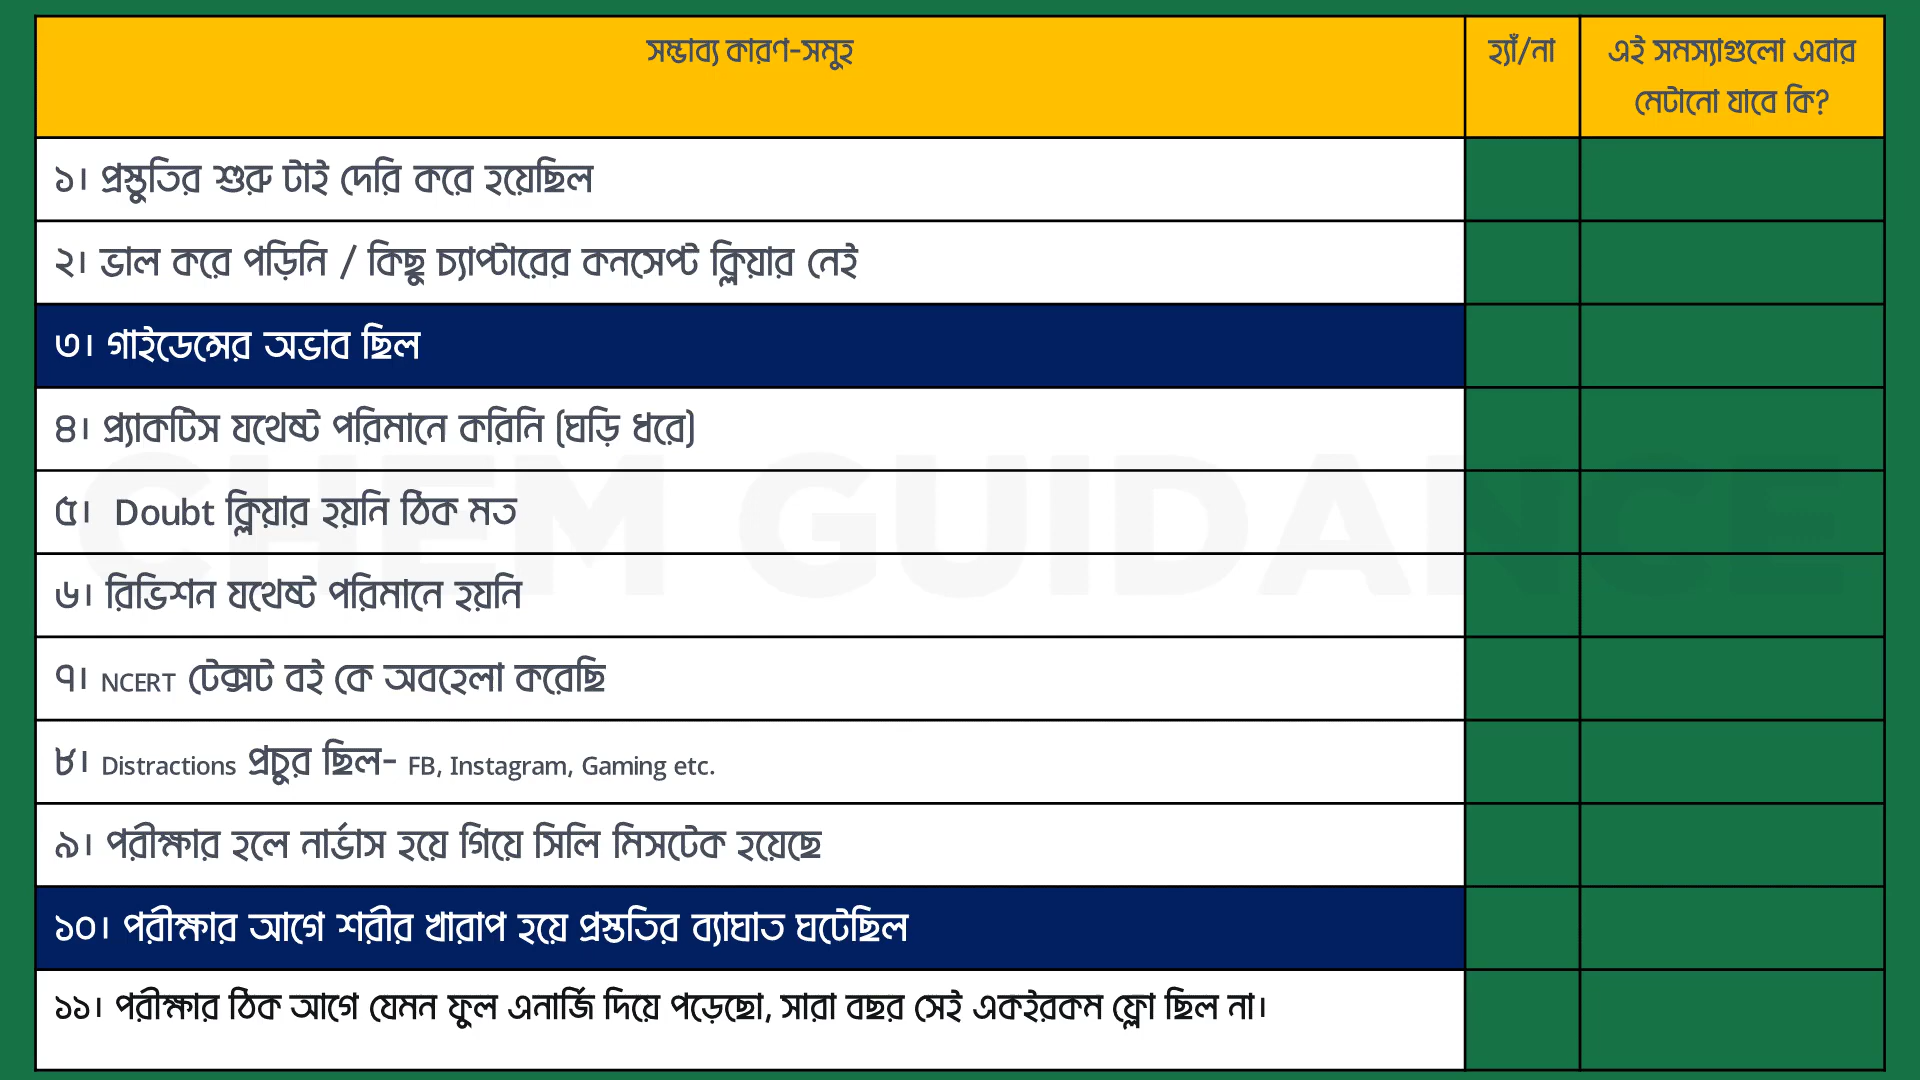 সম্ভাব্য কারণ-সমুহ
হ্যাঁ/না
এই সমস্যাগুলো এবার
মেটানো যাবে কি?
১। প্রস্তুতির শুরু টাই দেরি করে হয়েছিল
২। ভাল করে পড়িনি / কিছু চ্যাপ্টারের কনসেপ্ট ক্লিয়ার নেই
৩। গাইডেন্সের অভাব ছিল
৪। প্র্যাকটিস যথেষ্ট পরিমানে করিনি (ঘড়ি ধরে)
৫। Doubt ক্লিয়ার হয়নি ঠিক মত
৬। রিভিশন যথেষ্ট পরিমানে হয়নি
৭। NCERT টেক্সট বই কে অবহেলা করেছি
৮। Distractions প্রচুর ছিল- FB, Instagram, Gaming etc.
৯। পরীক্ষার হলে নার্ভাস হয়ে গিয়ে সিলি মিসটেক হয়েছে
১০। পরীক্ষার আগে শরীর খারাপ হয়ে প্রস্ততির ব্যাঘাত ঘটেছিল
১১। পরীক্ষার ঠিক আগে যেমন ফুল এনার্জি দিয়ে পড়েছো, সারা বছর সেই একইরকম ফ্লো ছিল না।
CHEM GUIDANCE